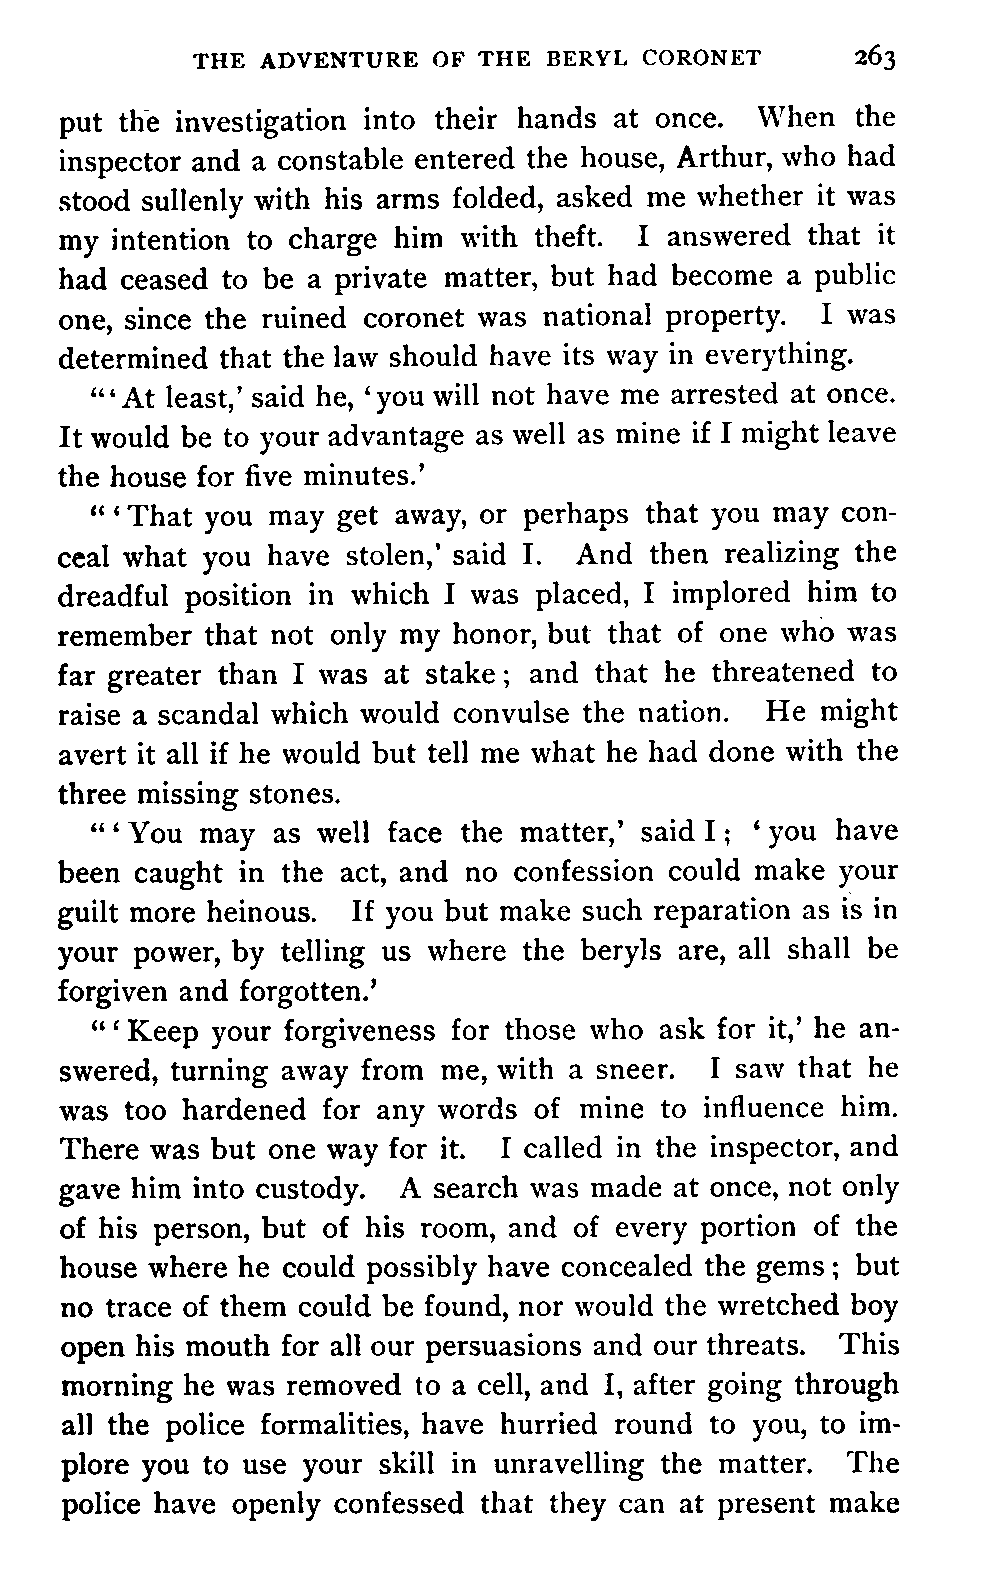 THE ADVENTURE OF THE BERYL CORONET 263
put the investigation into their hands at once. When the
inspector and a constable entered the house, Arthur, who had
stood sullenly with his arms folded, asked me whether it was
my intention to charge him with theft. I answered that it
had ceased to be a private matter, but had become a public
one, since the ruined coronet was national property. I was
determined that the law should have its way in everything.
"'At least,' said he, 'you will not have me arrested at once.
It would be to your advantage as well as mine if I might leave
the house for five minutes.'
"'That you may get away, or perhaps that you may con-
ceal what you have stolen,' said I. And then realizing the
dreadful position in which I was placed, I implored him to
remember that not only my honor, but that of one who was
far greater than I was at stake; and that he threatened to
raise a scandal which would convulse the nation. He might
avert it all if he would but tell me what he had done with the
three missing stones.
"'You may as well face the matter,' said I; 'you have
been caught in the act, and no confession could make your
guilt more heinous. If you but make such reparation as is in
your power, by telling us where the beryls are, all shall be
forgiven and forgotten.'
"'Keep your forgiveness for those who ask for it,' he an-
swered, turning away from me, with a sneer. I saw that he
was too hardened for any words of mine to influence him.
There was but one way for it. I called in the inspector, and
gave him into custody. A search was made at once, not only
of his person, but of his room, and of every portion of the
house where he could possibly have concealed the gems; but
no trace of them could be found, nor would the wretched boy
open his mouth for all our persuasions and our threats. This
morning he was removed to a cell, and I, after going through
all the police formalities, have hurried round to you, to im-
plore you to use your skill in unravelling the matter. The
police have openly confessed that they can at present make